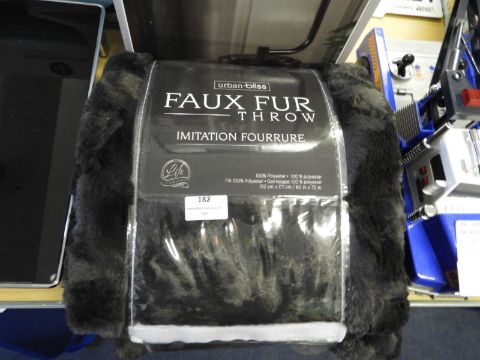 urban·bliss
FAUX FUR
THROW
IMITATION FOURRURE
Life
100% Polyester • 100 % polyester
Fill 100% Polyester • Garnissage: 100 % polyester
152 cm x 177 cm / 60 in x 70 in
182